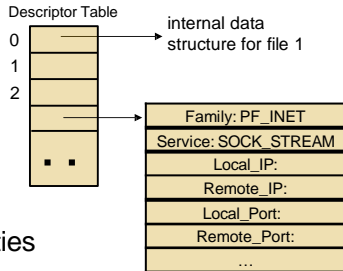 Descriptor Table
0
1
2
. .
internal data
structure for file 1
Family: PF_INET
Service: SOCK_STREAM
Local_IP:
Remote_IP:
Local_Port:
Remote_Port:
…
ties